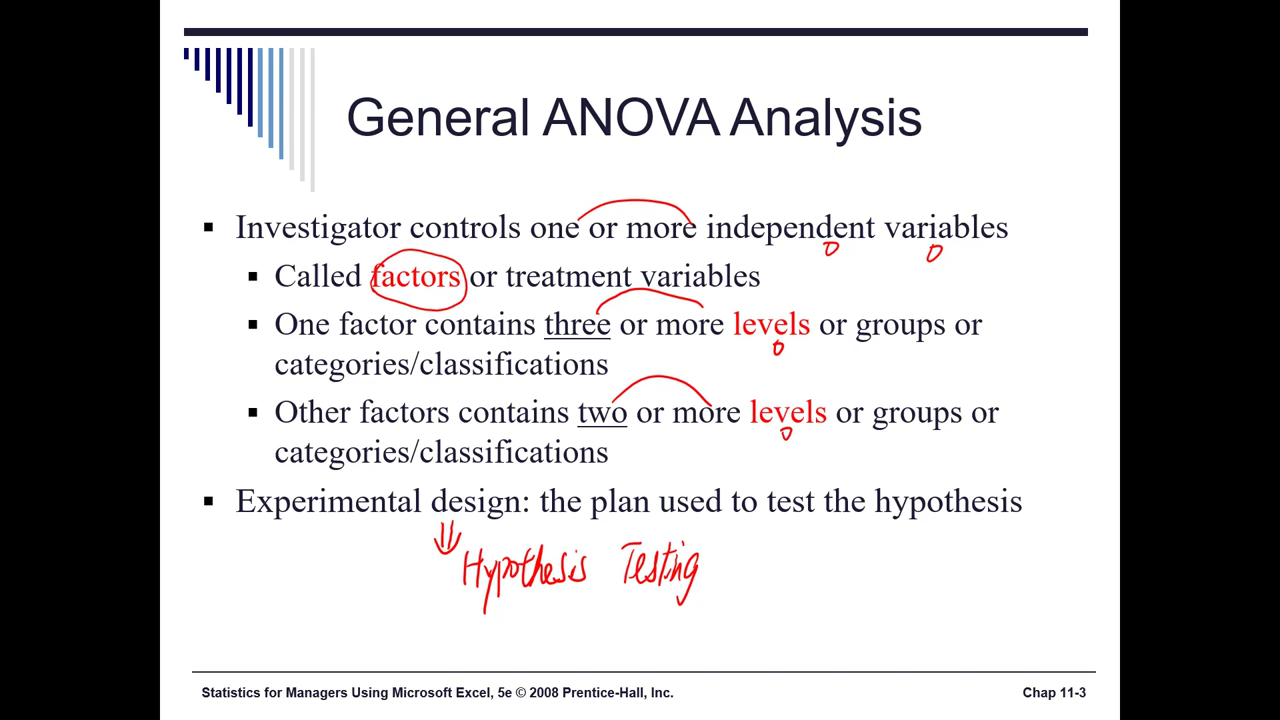 General ANOVA Analysis
▪ Investigator controls one or more independent variables
▪ Called factors or treatment variables
▪ One factor contains three or more levels or groups or
categories/classifications
▪ Other factors contains two or more levels or groups or
categories/classifications
▪ Experimental design: the plan used to test the hypothesis
Hypothesis Testing
Statistics for Managers Using Microsoft Excel, 5e © 2008 Prentice-Hall, Inc.
Chap 11-3